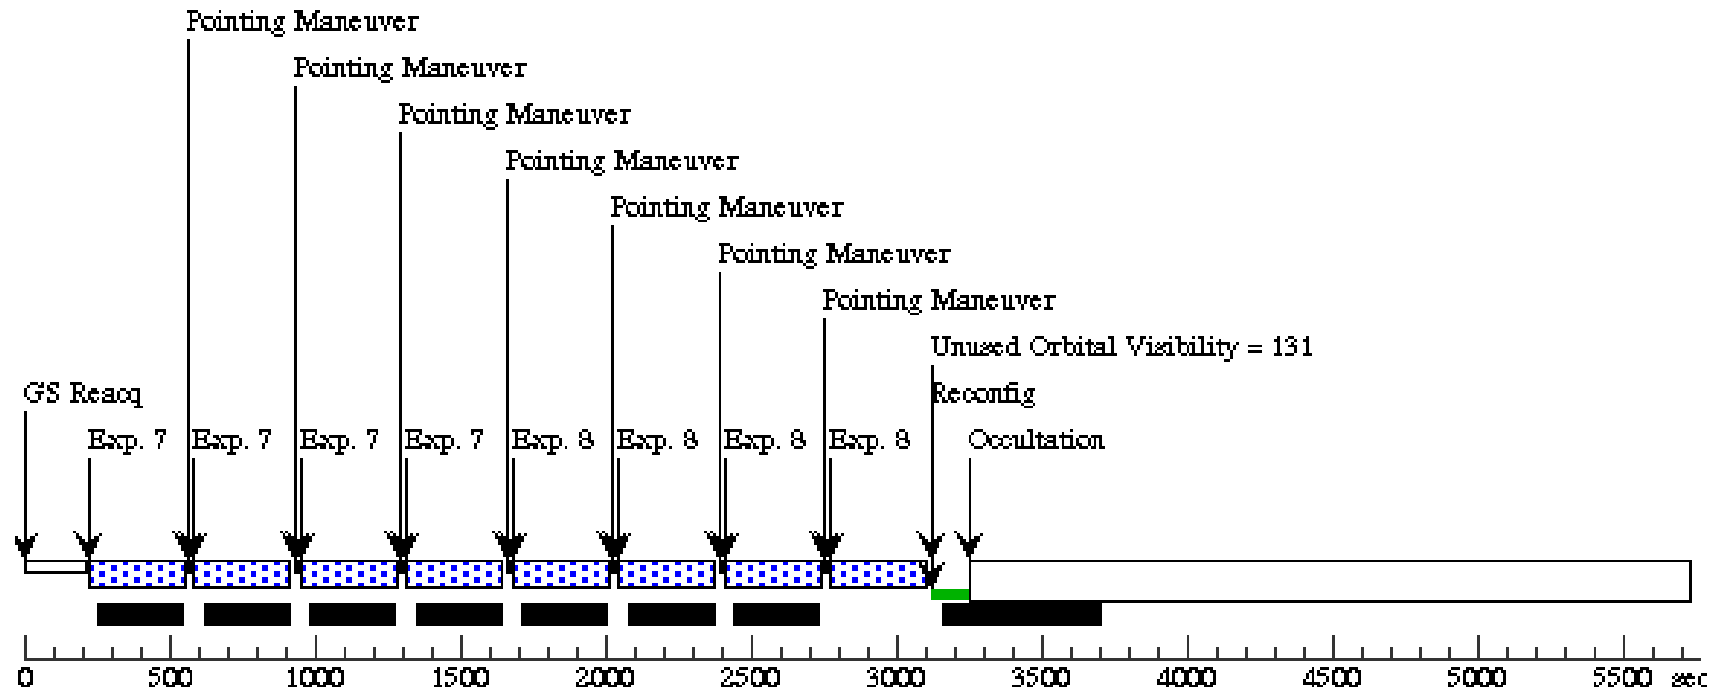 Pointing Maneuver
Pointing Maneuver
Pointing Maneuver
Pointing Maneuver
Pointing Maneuver
Pointing Maneuver
Pointing Maneuver
Unused Orbital Visibility = 131
GS Reacq
Reconfig
Exp. 7 Exp. 7 Exp. 7 Exp. 7 Exp. 8 Exp. 8 Exp. 8 Exp. 8 Occultation
0 500 1000 1500 2000 2500 3000 3500 4000 4500 5000 5500 sec